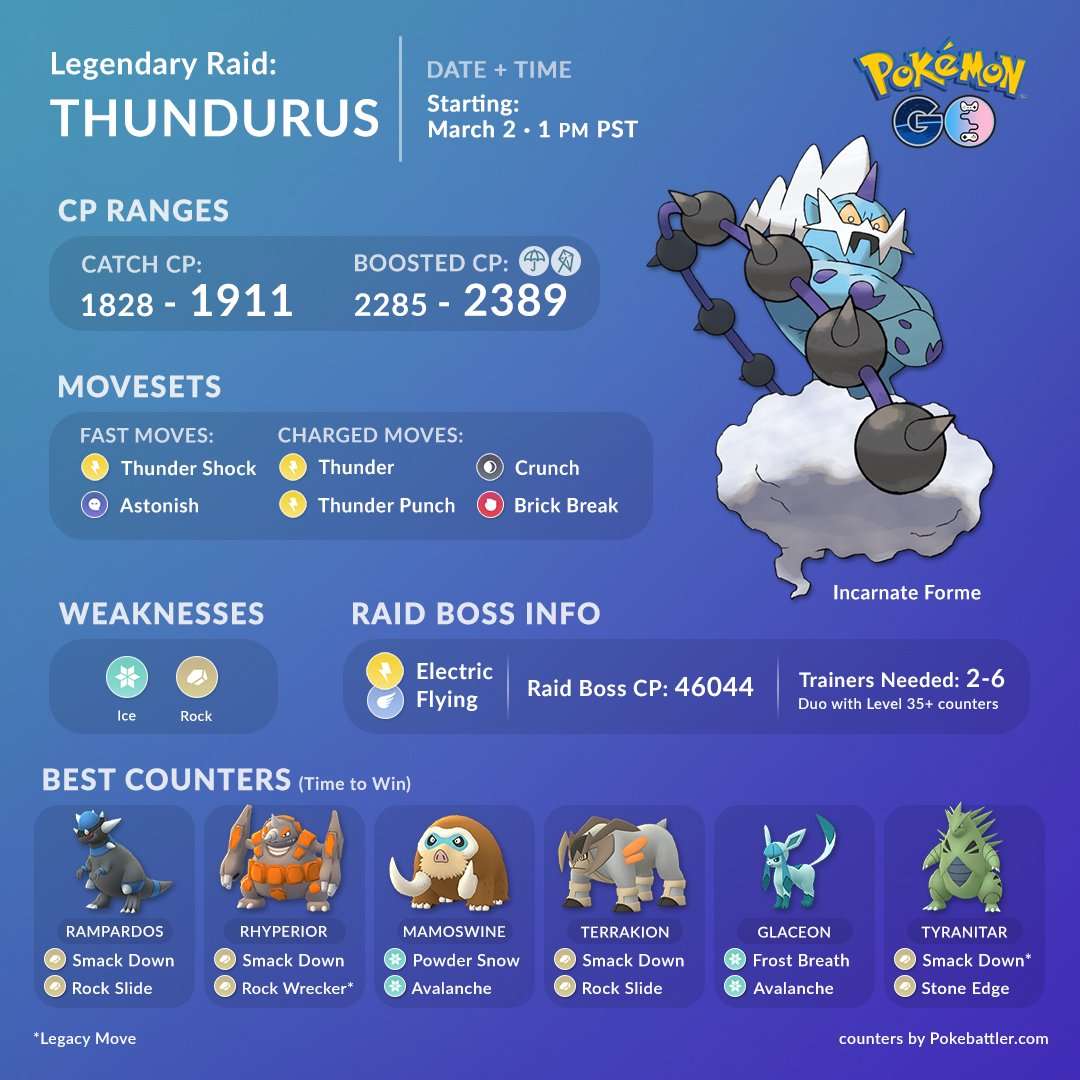 Legendary Raid:
THUNDURUS
DATE + TIME
Starting:
March 2 · 1 PM PST
POKéMON
GO
CP RANGES
CATCH CP:
1828 - 1911
BOOSTED CP:
2285 - 2389
MOVESETS
FAST MOVES:
Thunder Shock
Astonish
CHARGED MOVES:
Thunder
Thunder Punch
Crunch
Brick Break
Incarnate Forme
WEAKNESSES
Ice
Rock
RAID BOSS INFO
Electric
Flying
Raid Boss CP: 46044
Trainers Needed: 2-6
Duo with Level 35+ counters
BEST COUNTERS (Time to Win)
RAMPARDOS
Smack Down
Rock Slide
RHYPERIOR
Smack Down
Rock Wrecker*
MAMOSWINE
Powder Snow
Avalanche
TERRAKION
Smack Down
Rock Slide
GLACEON
Frost Breath
Avalanche
TYRANITAR
Smack Down*
Stone Edge
*Legacy Move
counters by Pokebattler.com